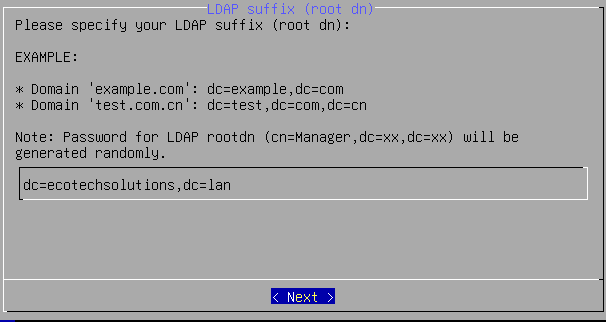 LDAP suffix (root dn)
Please specify your LDAP suffix (root dn):
EXAMPLE:
* Domain 'example.com': dc=example,dc=com
* Domain 'test.com.cn': dc=test,dc=com,dc=cn
Note: Password for LDAP rootdn (cn=Manager,dc=xx,dc=xx) will be
generated randomly.
dc=ecotechsolutions,dc=lan
< Next >